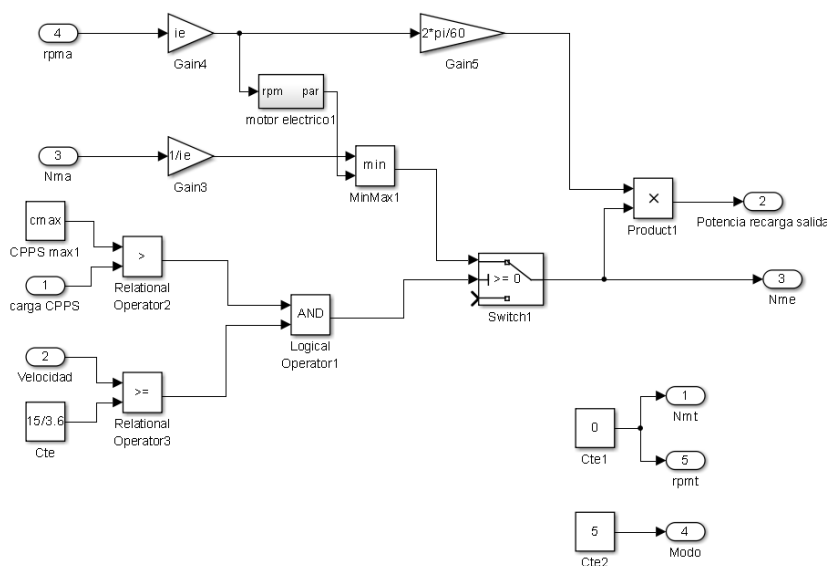 4
rpma
ie
Gain4
2*pi/60
Gain5
rpm par
motor electrico1
3
Nma
1/ie
Gain3
min
MinMax1
×
Product1
2
Potencia recarga salida
cmax
CPPS max1
1
carga CPPS
>
Relational
Operator2
AND
Logical
Operator1
>= 0
Switch1
3
Nme
2
Velocidad
15/3.6
Cte
>=
Relational
Operator3
0
Cte1
1
Nmt
5
rpmt
5
Cte2
4
Modo